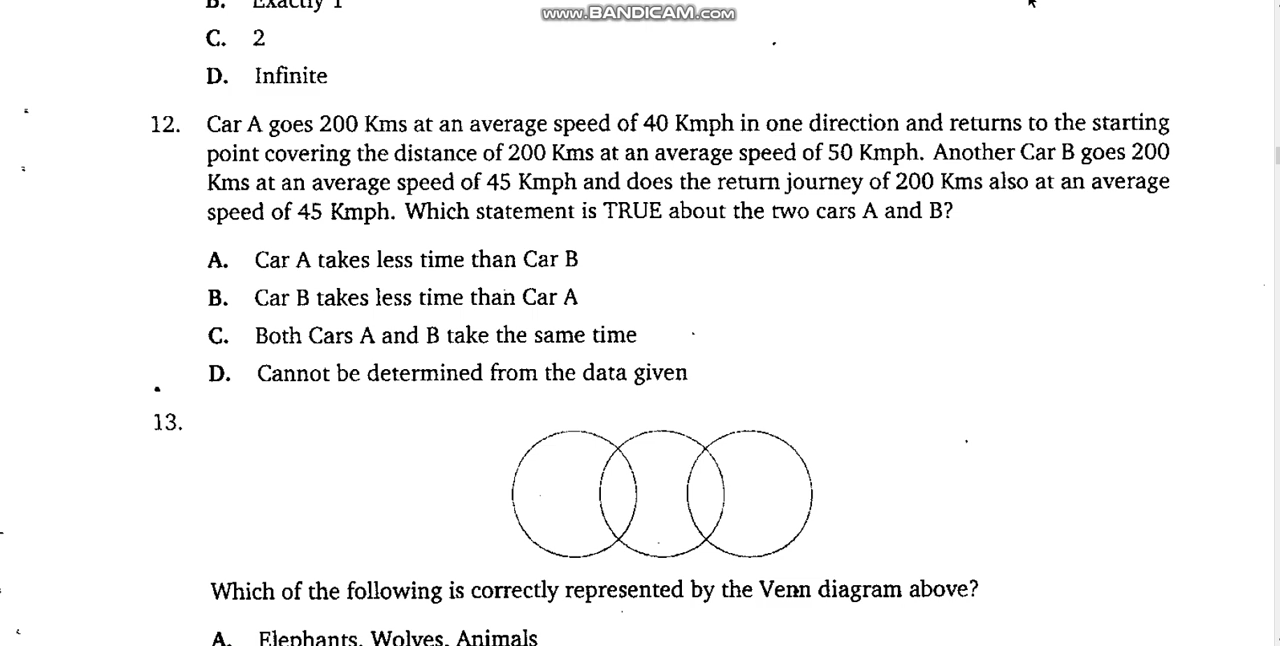 B. Exactly 1
www.BANDICAM.com
C. 2
D. Infinite
12. Car A goes 200 Kms at an average speed of 40 Kmph in one direction and returns to the starting
point covering the distance of 200 Kms at an average speed of 50 Kmph. Another Car B goes 200
Kms at an average speed of 45 Kmph and does the return journey of 200 Kms also at an average
speed of 45 Kmph. Which statement is TRUE about the two cars A and B?
A. Car A takes less time than Car B
B. Car B takes less time than Car A
C. Both Cars A and B take the same time
D. Cannot be determined from the data given
13.
Which of the following is correctly represented by the Venn diagram above?
A. Elephants, Wolves, Animals